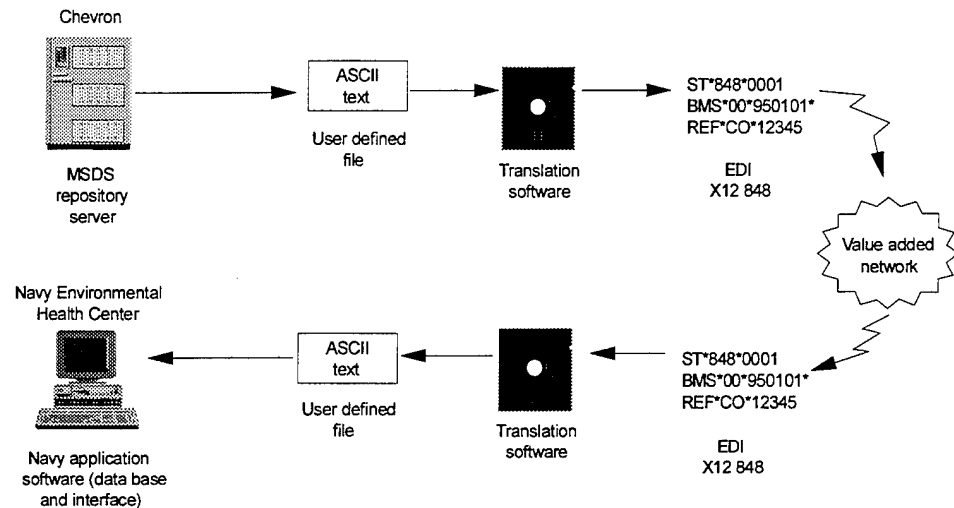 Chevron
MSDS
repository
server
ASCII
text
User defined
file
Translation
software
ST*848*0001
BMS*00*950101*
REF*CO*12345
EDI
X12 848
Value added
network
Navy Environmental
Health Center
Navy application
software (data base
and interface)
ASCII
text
User defined
file
Translation
software
ST*848*0001
BMS*00*950101*
REF*CO*12345
EDI
X12 848